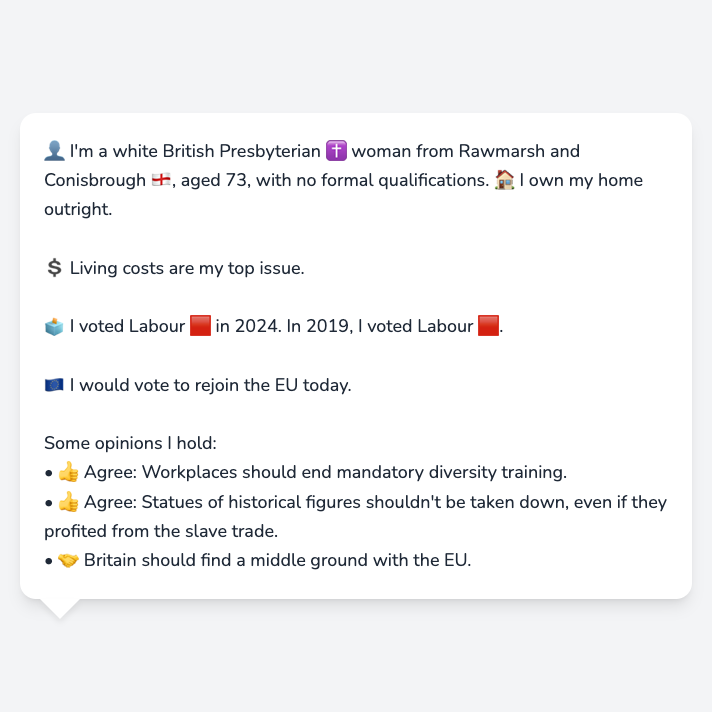 👤 I'm a white British Presbyterian ✝️ woman from Rawmarsh and
Conisbrough 🏴󠁧󠁢󠁥󠁮󠁧󠁿, aged 73, with no formal qualifications. 🏠 I own my home
outright.
💲 Living costs are my top issue.
🗳️ I voted Labour 🟥 in 2024. In 2019, I voted Labour 🟥.
🇪🇺 I would vote to rejoin the EU today.
Some opinions I hold:
• 👍 Agree: Workplaces should end mandatory diversity training.
• 👍 Agree: Statues of historical figures shouldn't be taken down, even if they
profited from the slave trade.
• 🤝 Britain should find a middle ground with the EU.